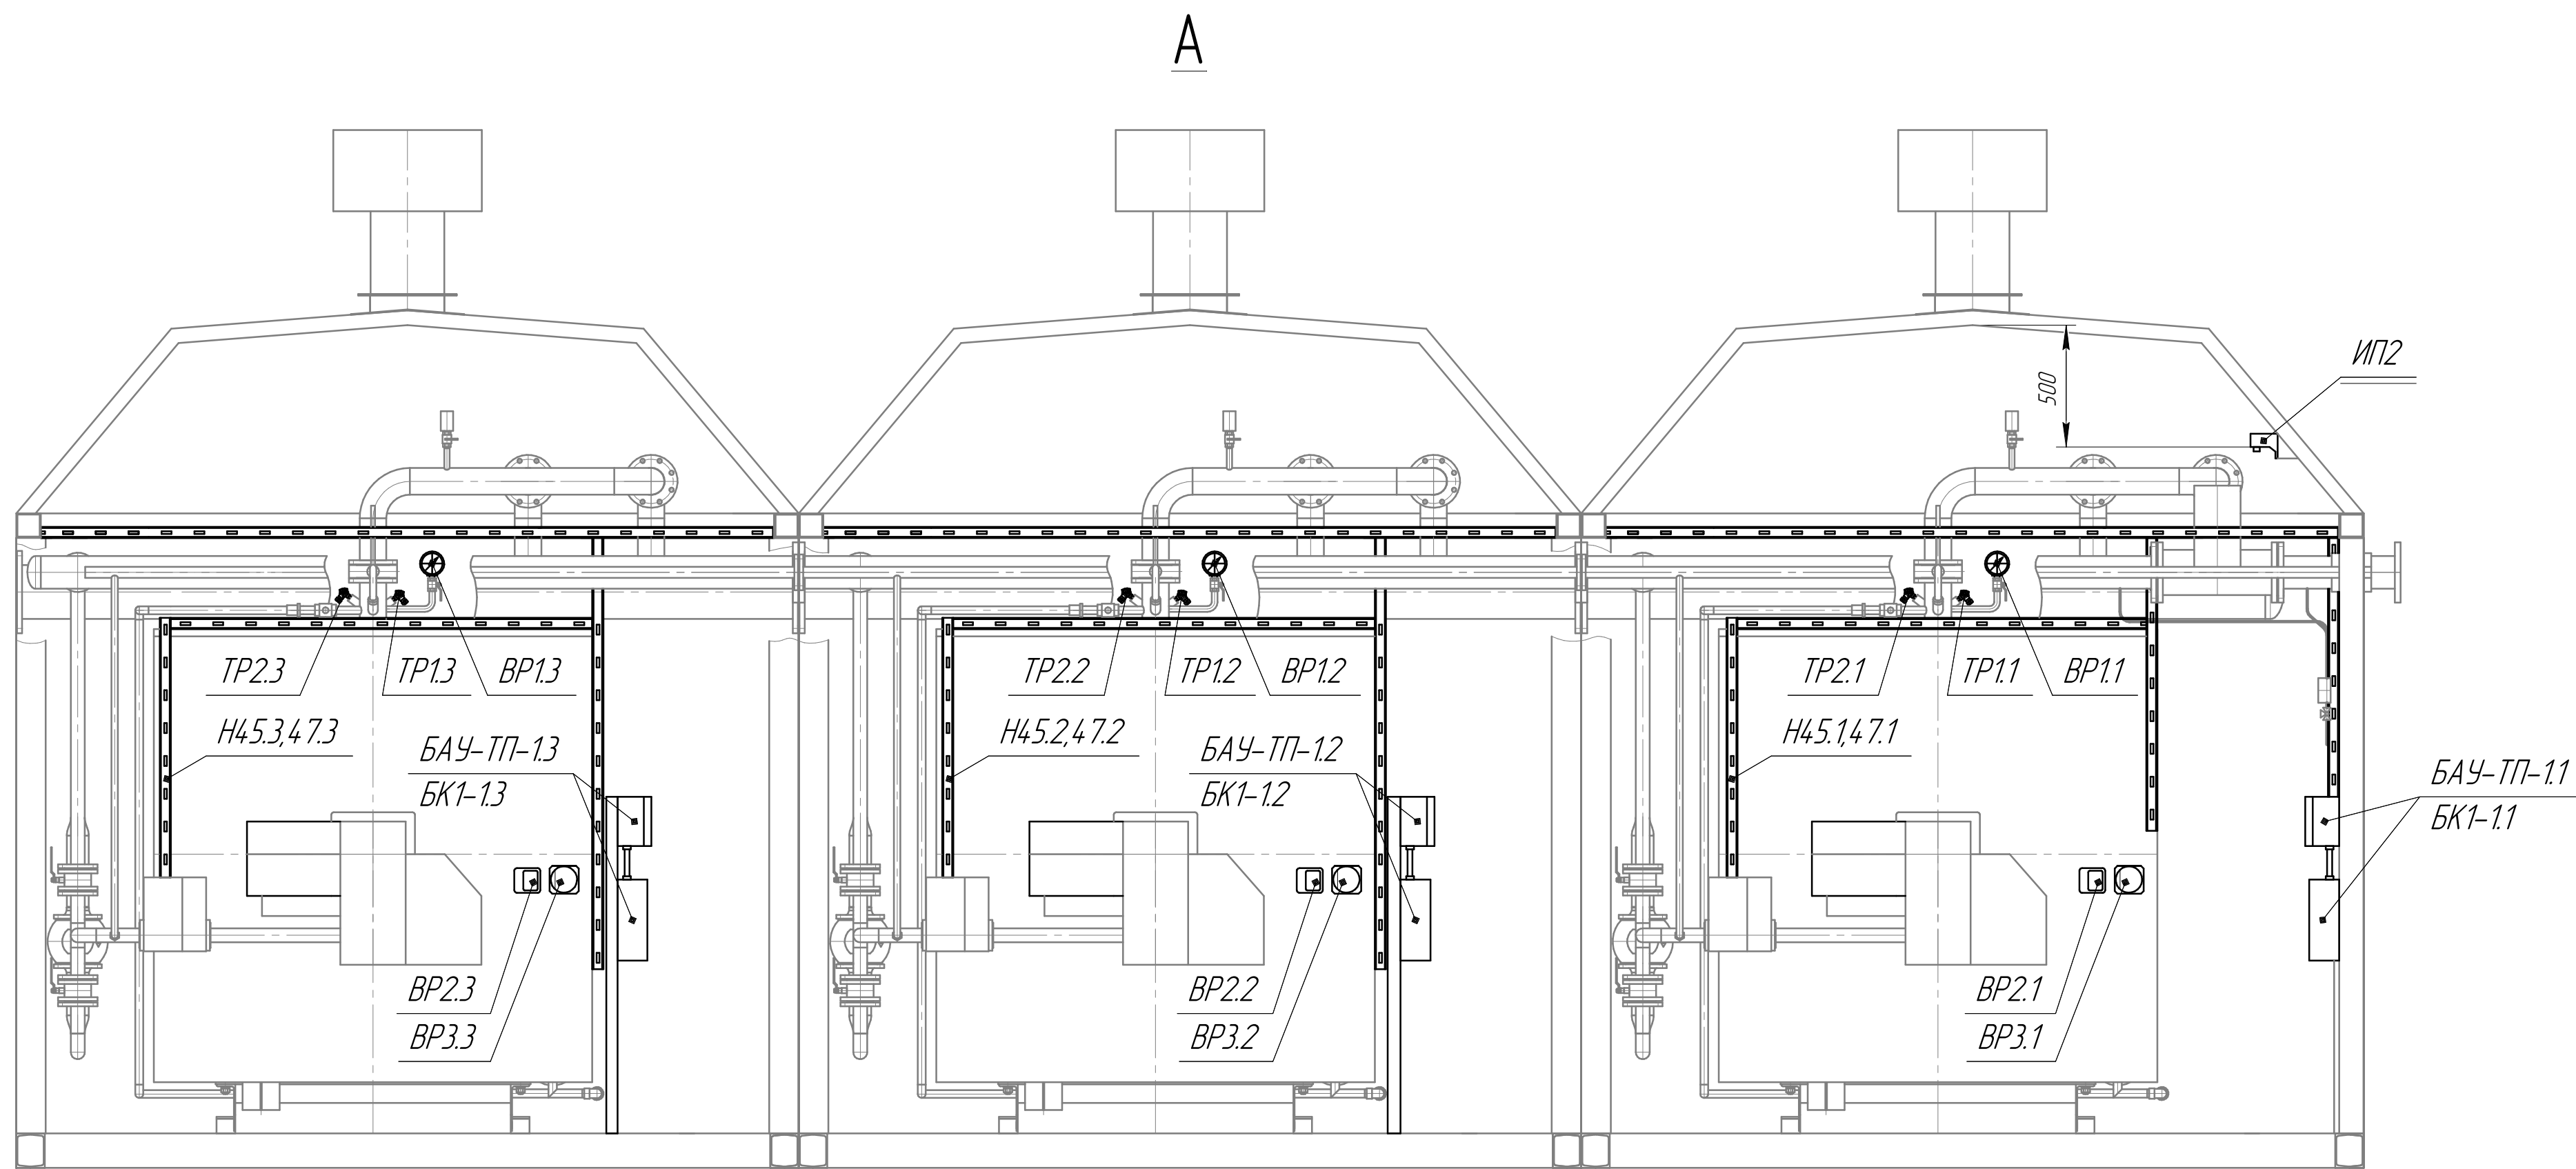 А
ИП2
500
ТР2.3
ТР1.3
ВР1.3
ТР2.2
ТР1.2
ВР1.2
ТР2.1
ТР1.1
ВР1.1
Н45.3,47.3
БАУ-ТП-1.3
БК1-1.3
Н45.2,47.2
БАУ-ТП-1.2
БК1-1.2
Н45.1,47.1
БАУ-ТП-1.1
БК1-1.1
ВР2.3
ВР3.3
ВР2.2
ВР3.2
ВР2.1
ВР3.1